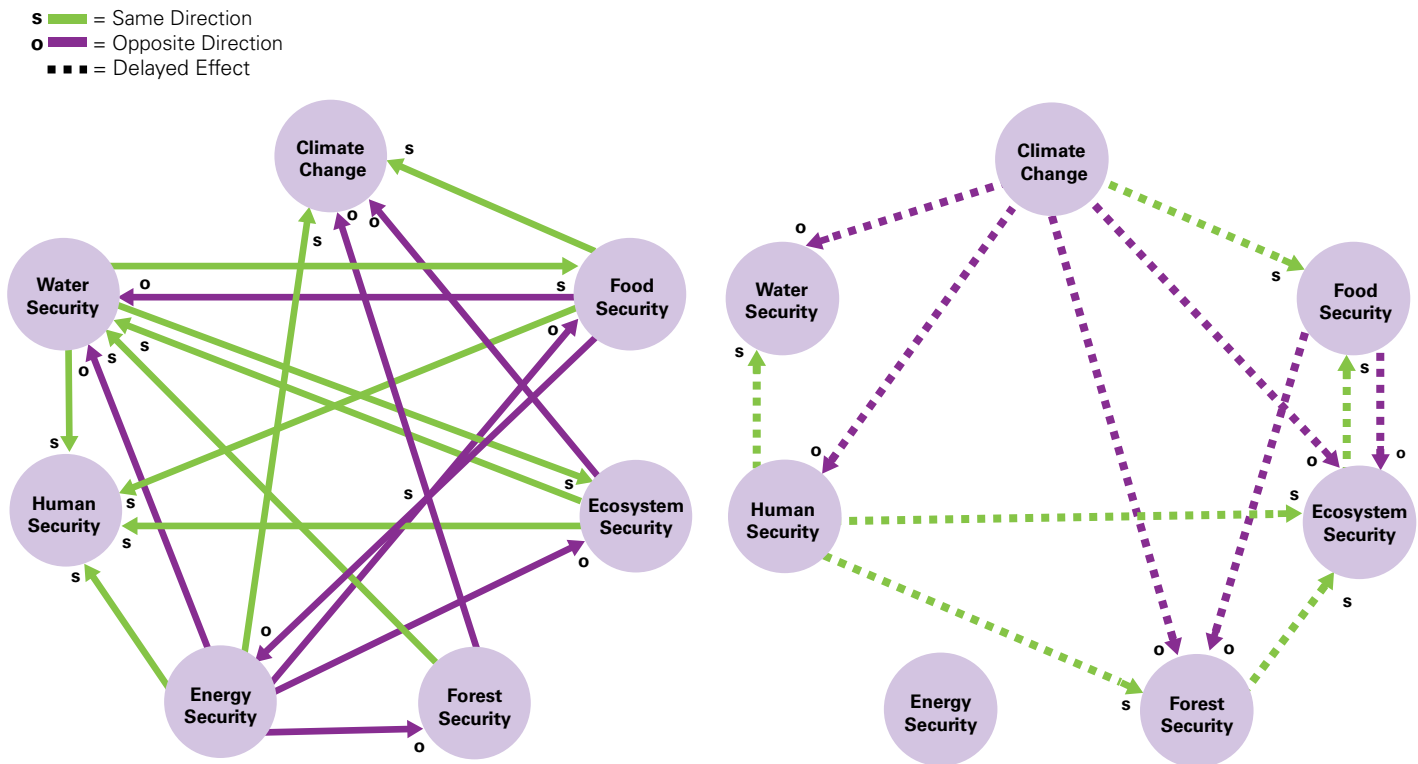 s = Same Direction
o = Opposite Direction
= Delayed Effect
Climate
Change
s
o
o
s
Water
Security
o
s
Food
Security
o
s
s
o
s
Human
Security
s
s
s
s
Ecosystem
Security
o
s
o
Energy
Security
Forest
Security
o
Climate
Change
o
s
Water
Security
Food
Security
s
s
o
o
o
s
Human
Security
Ecosystem
Security
s
o
o
s
Energy
Security
Forest
Security